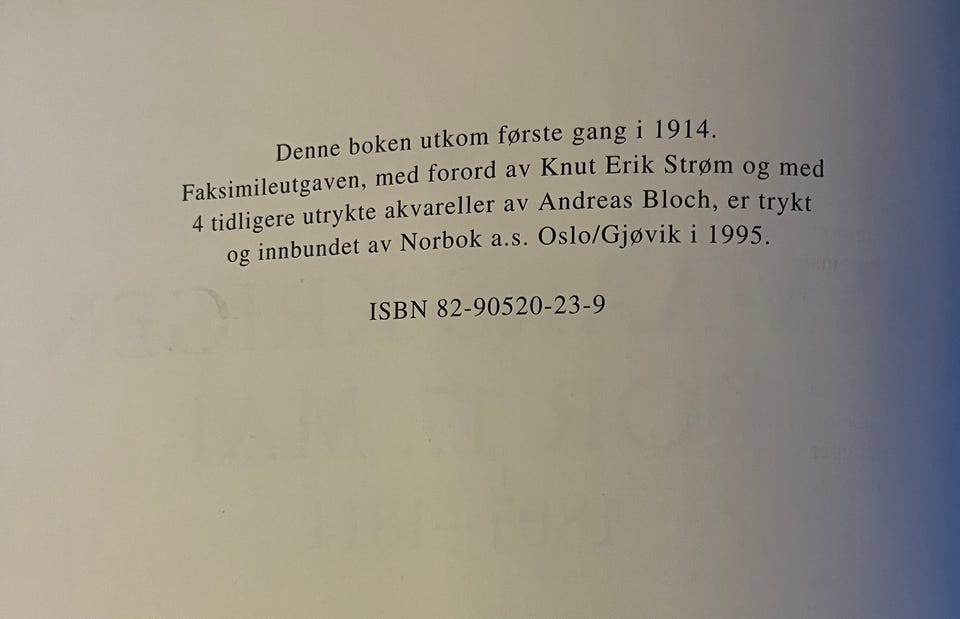 Denne boken utkom første gang i 1914.
Faksimileutgaven, med forord av Knut Erik Strøm og med
4 tidligere utrykte akvareller av Andreas Bloch, er trykt
og innbundet av Norbok a.s. Oslo/Gjøvik i 1995.
ISBN 82-90520-23-9